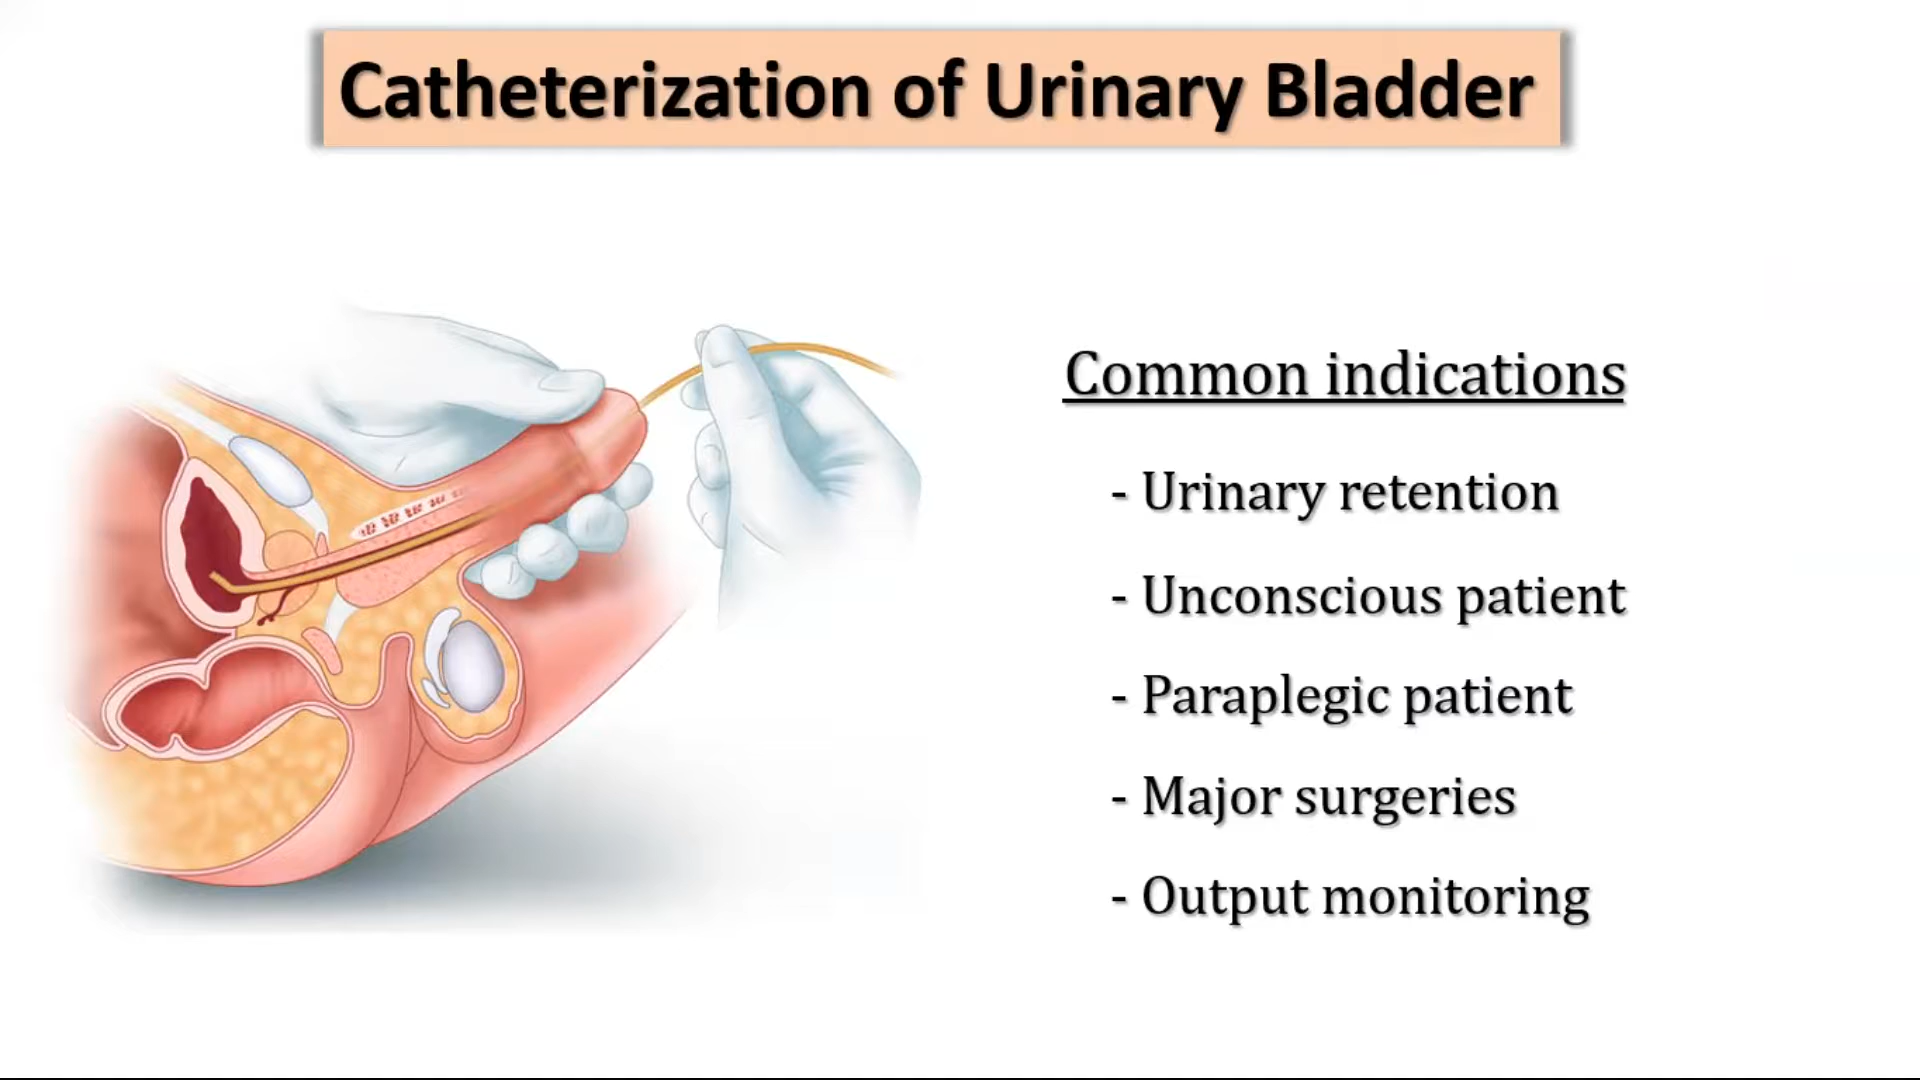 Catheterization of Urinary Bladder
Common indications
- Urinary retention
- Unconscious patient
- Paraplegic patient
- Major surgeries
- Output monitoring